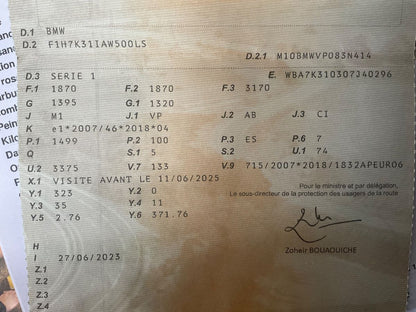 D.1 BMW
D.2 F1H7K31IAW500LS
D.2.1 M10BMWVP083N414
D.3 SERIE 1 E. WBA7K310307J40296
F.1 1870 F.2 1870 F.3 3170
G 1395 G.1 1320
J M1 J.1 VP J.2 AB J.3 CI
K e1*2007/46*2018*04
P.1 1499 P.2 100 P.3 ES P.6 7
Q S.1 5 S.2 U.1 74
U.2 3375 V.7 133 V.9 715/2007*2018/1832APEURO6
X.1 VISITE AVANT LE 11/06/2025
Y.1 323 Y.2 0
Y.3 35 Y.4 11
Y.5 2.76 Y.6 371.76
Pour le ministre et par délégation,
Le sous-directeur de la protection des usagers de la route
Zoheir BOUAOUICHE
H
I 27/06/2023
Z.1
Z.2
Z.3
Z.4